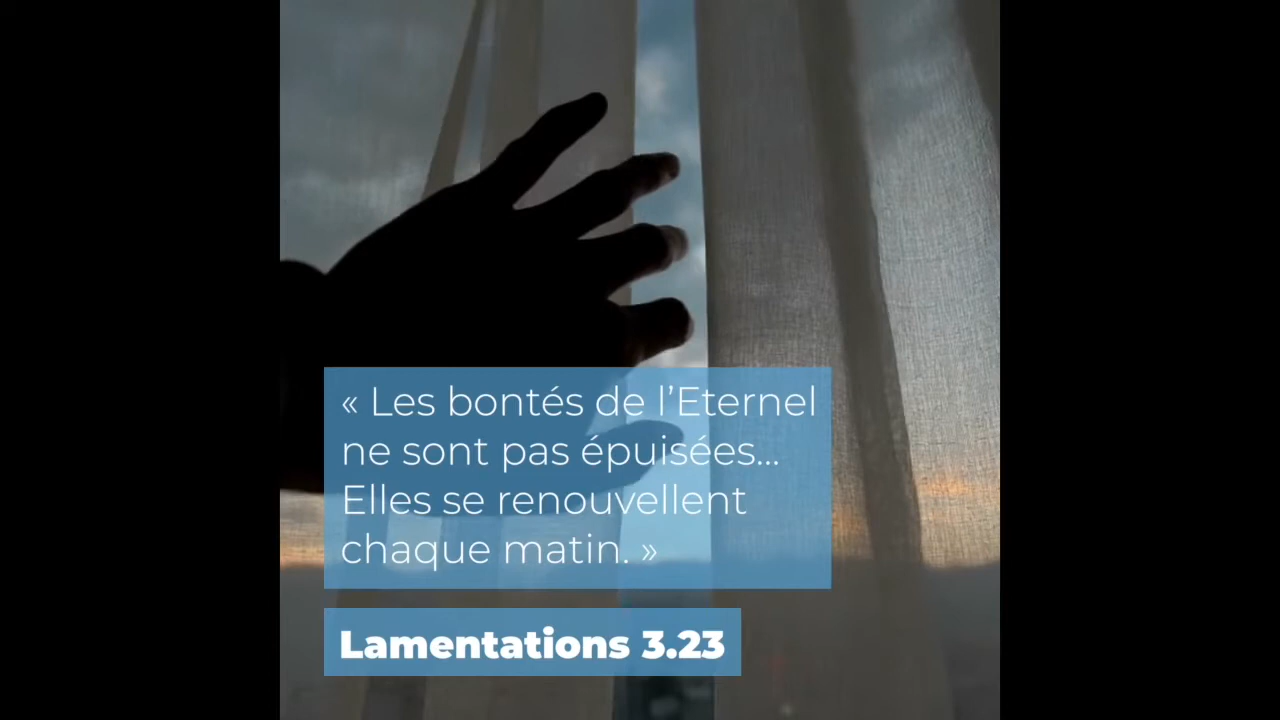 « Les bontés de l’Eternel
ne sont pas épuisées...
Elles se renouvellent
chaque matin. »
Lamentations 3.23